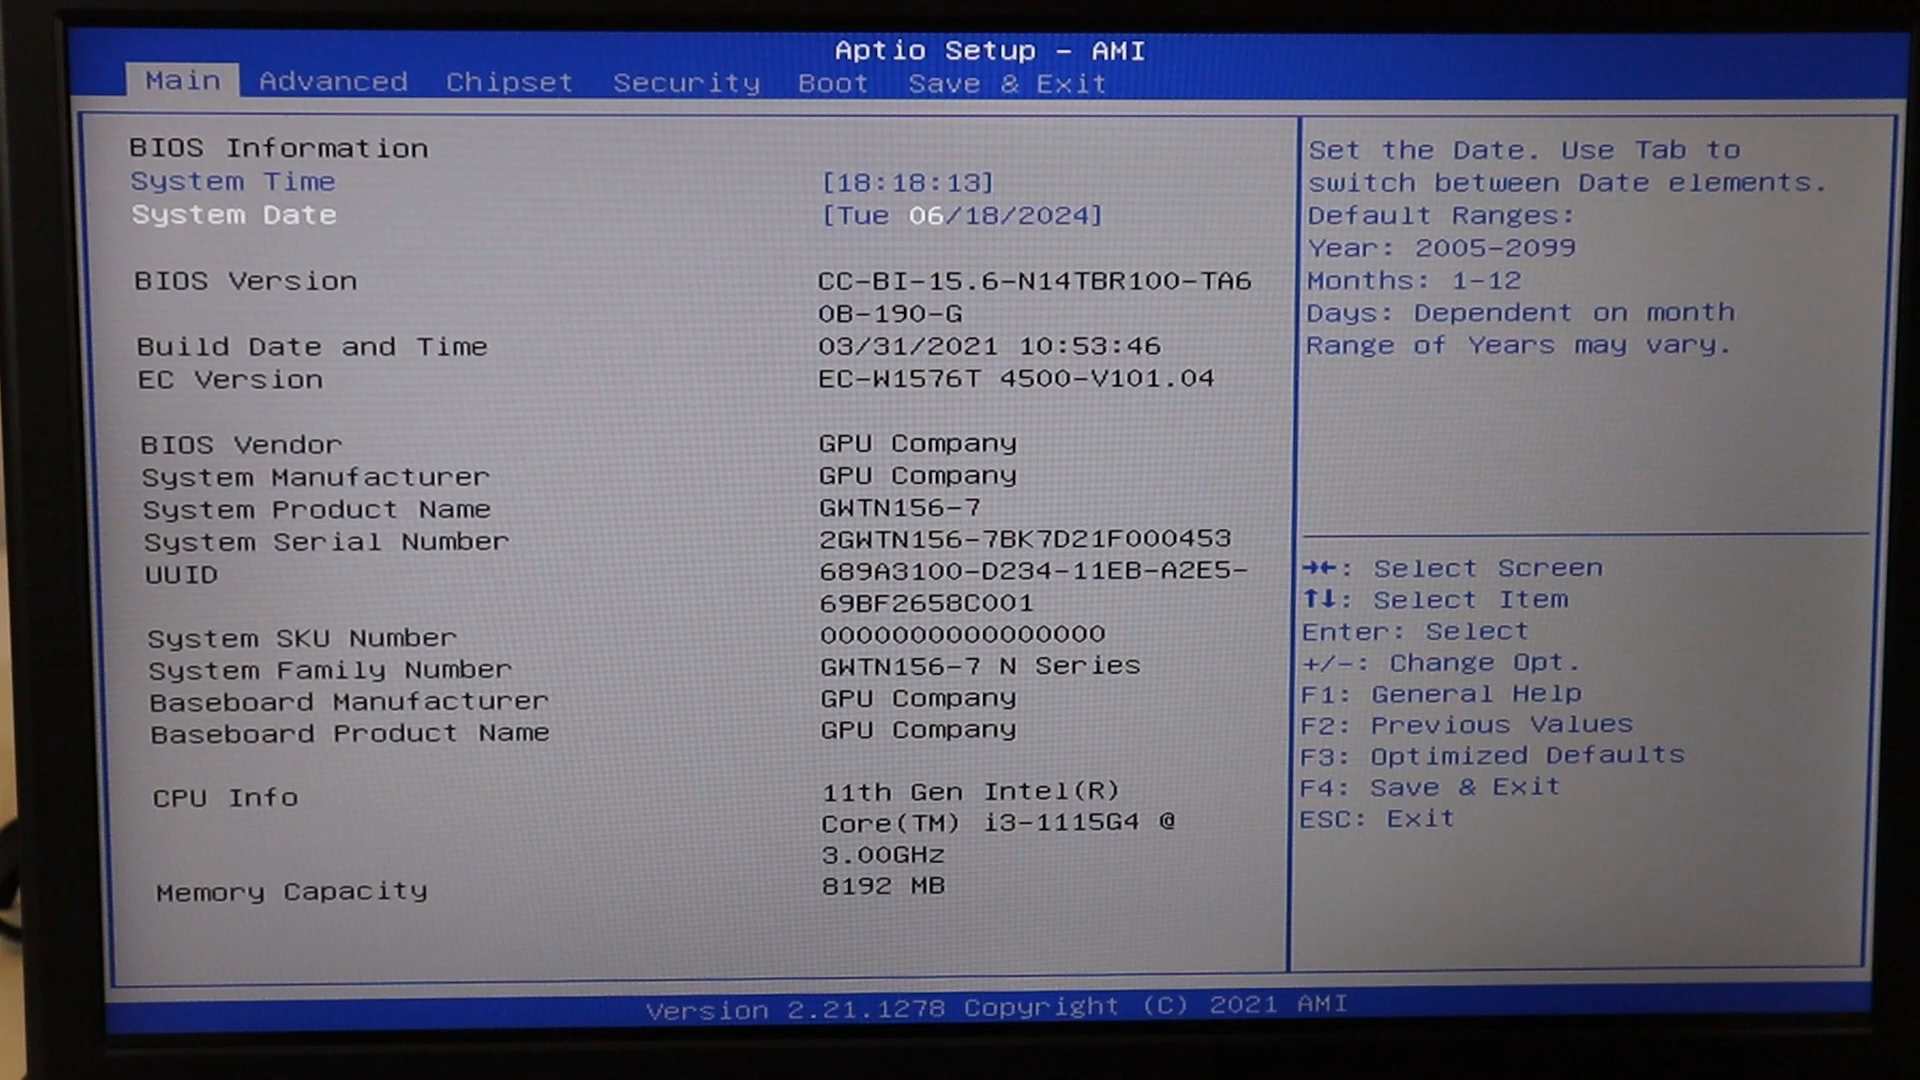 Aptio Setup - AMI
Main Advanced Chipset Security Boot Save & Exit
BIOS Information
System Time [18:18:13]
System Date [Tue 06/18/2024]
BIOS Version CC-BI-15.6-N14TBR100-TA6
0B-190-G
Build Date and Time 03/31/2021 10:53:46
EC Version EC-W1576T 4500-V101.04
BIOS Vendor GPU Company
System Manufacturer GPU Company
System Product Name GWTN156-7
System Serial Number 2GWTN156-7BK7D21F000453
UUID 689A3100-D234-11EB-A2E5-
69BF2658C001
System SKU Number 0000000000000000
System Family Number GWTN156-7 N Series
Baseboard Manufacturer GPU Company
Baseboard Product Name GPU Company
CPU Info 11th Gen Intel(R)
Core(TM) i3-1115G4 @
3.00GHz
Memory Capacity 8192 MB
Set the Date. Use Tab to
switch between Date elements.
Default Ranges:
Year: 2005-2099
Months: 1-12
Days: Dependent on month
Range of Years may vary.
→←: Select Screen
↑↓: Select Item
Enter: Select
+/-: Change Opt.
F1: General Help
F2: Previous Values
F3: Optimized Defaults
F4: Save & Exit
ESC: Exit
Version 2.21.1278 Copyright (C) 2021 AMI